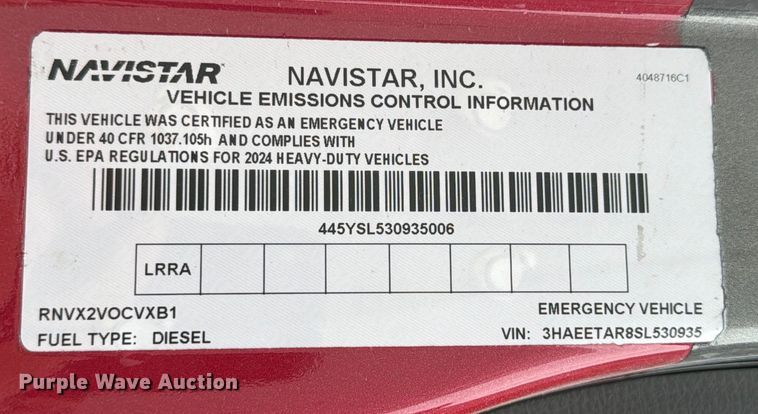 NAVISTAR NAVISTAR, INC. 4048716C1
VEHICLE EMISSIONS CONTROL INFORMATION
THIS VEHICLE WAS CERTIFIED AS AN EMERGENCY VEHICLE
UNDER 40 CFR 1037.105h AND COMPLIES WITH
U.S. EPA REGULATIONS FOR 2024 HEAVY-DUTY VEHICLES
445YSL530935006
LRRA
RNVX2VOCVXB1 EMERGENCY VEHICLE
FUEL TYPE: DIESEL VIN: 3HAEETAR8SL530935
Purple Wave Auction